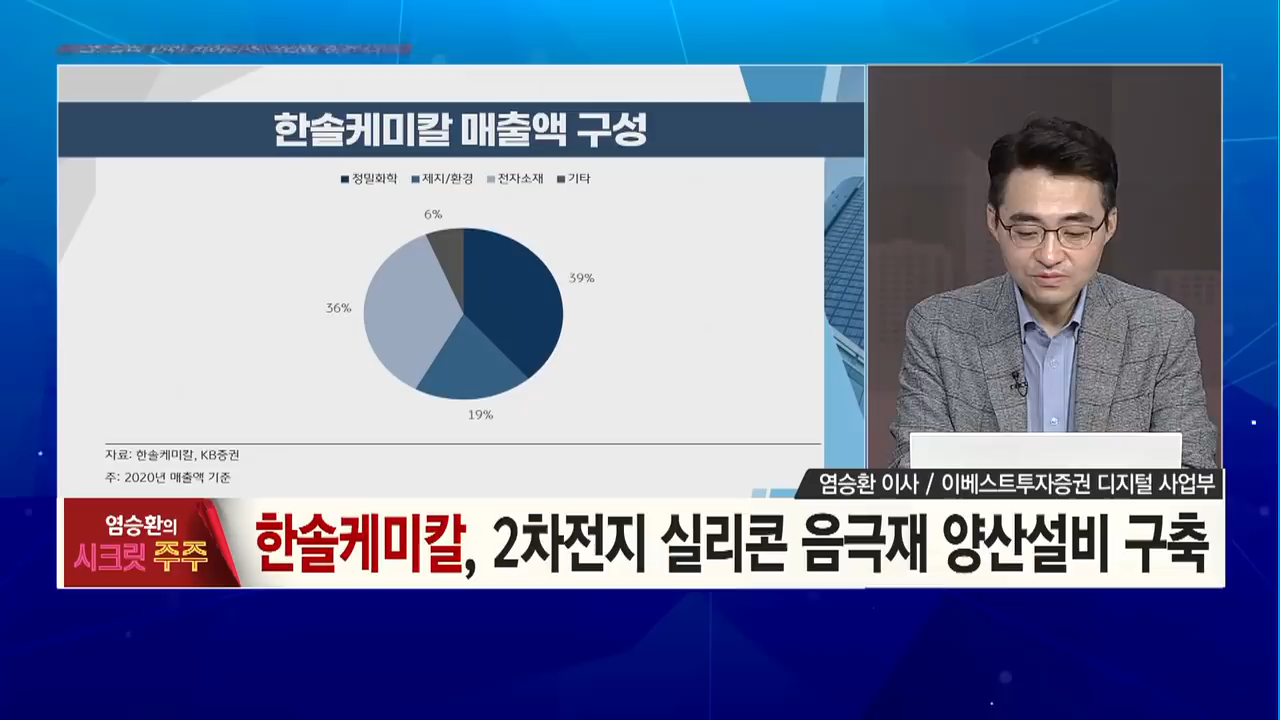 한솔케미칼 매출액 구성
정밀화학 제지/환경 전자소재 기타
6%
39%
36%
19%
자료: 한솔케미칼, KB증권
주: 2020년 매출액 기준
염승환 이사 / 이베스트투자증권 디지털 사업부
염승환의
시크릿 주주
한솔케미칼, 2차전지 실리콘 음극재 양산설비 구축